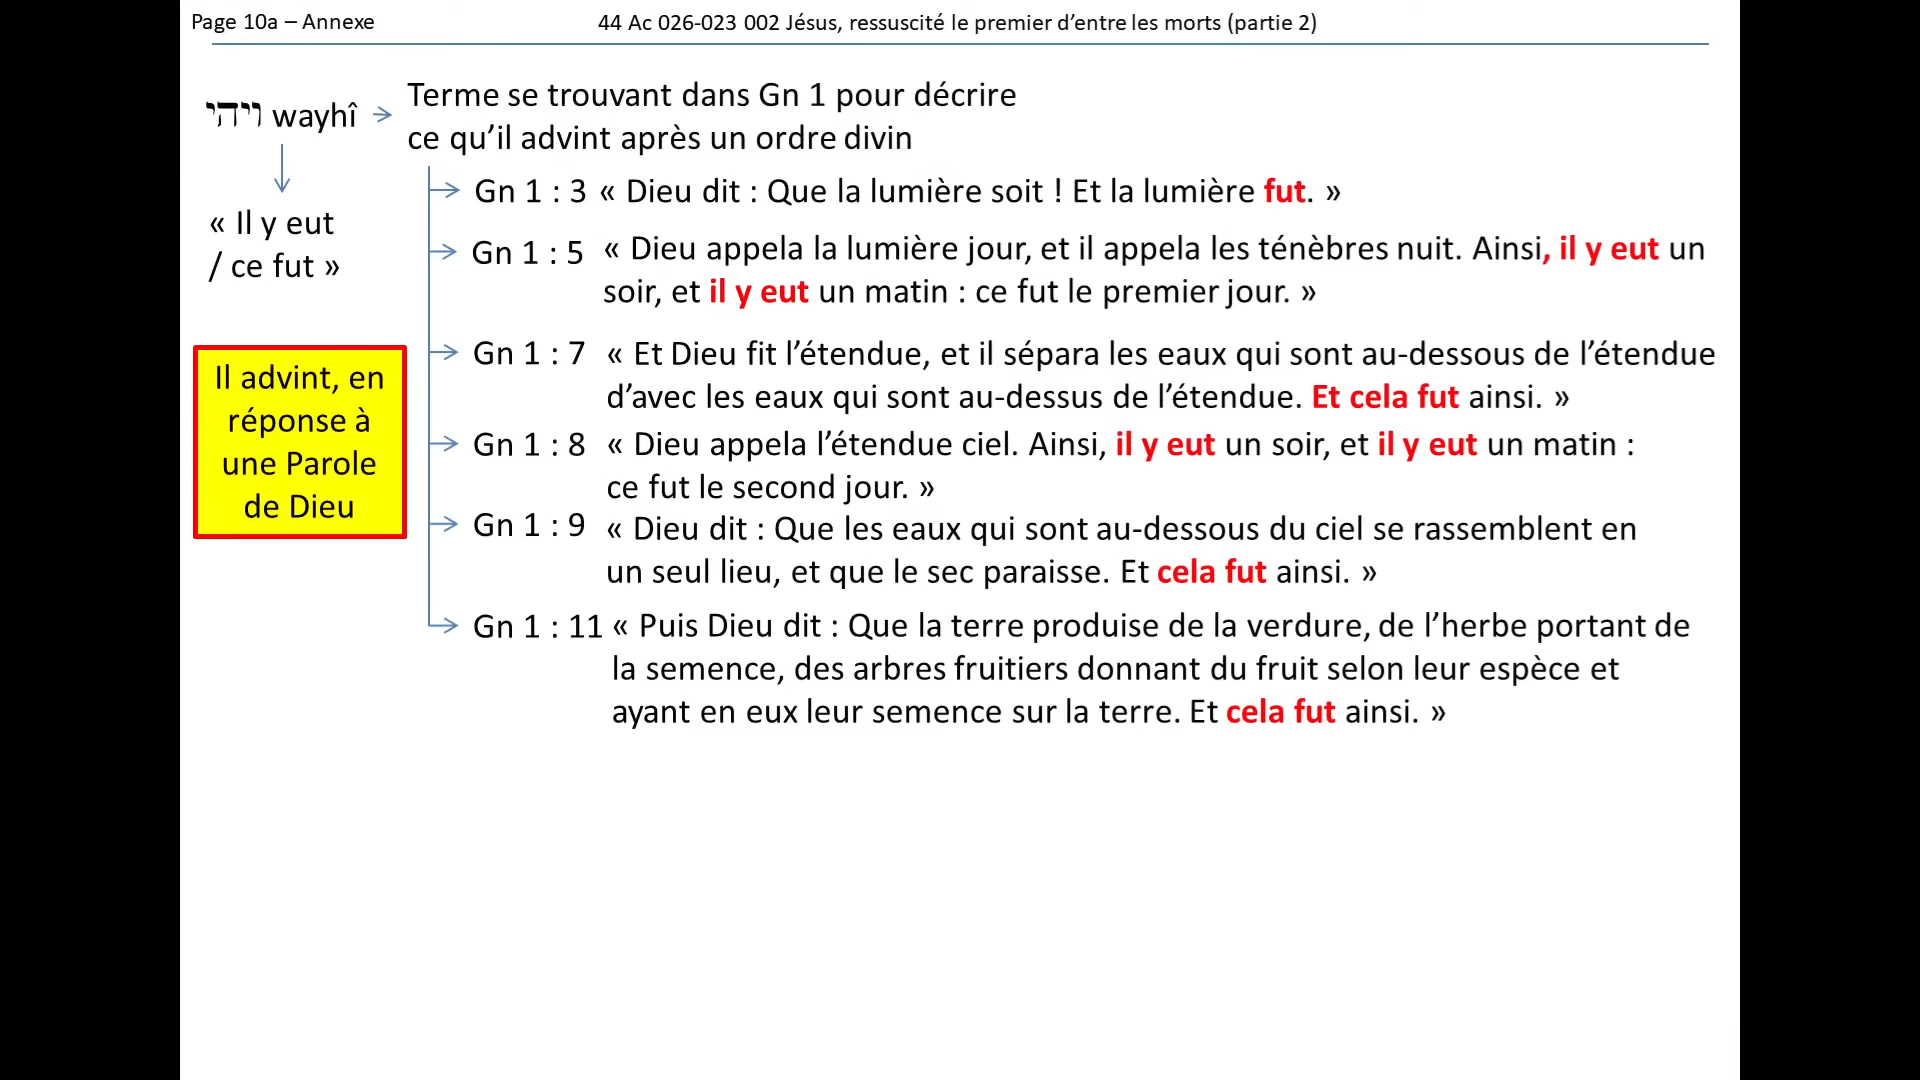 Page 10a – Annexe
44 Ac 026-023 002 Jésus, ressuscité le premier d’entre les morts (partie 2)
ויהי wayhî
Terme se trouvant dans Gn 1 pour décrire
ce qu’il advint après un ordre divin
« Il y eut
/ ce fut »
Il advint, en
réponse à
une Parole
de Dieu
Gn 1 : 3 « Dieu dit : Que la lumière soit ! Et la lumière fut. »
Gn 1 : 5 « Dieu appela la lumière jour, et il appela les ténèbres nuit. Ainsi, il y eut un
soir, et il y eut un matin : ce fut le premier jour. »
Gn 1 : 7 « Et Dieu fit l’étendue, et il sépara les eaux qui sont au-dessous de l’étendue
d’avec les eaux qui sont au-dessus de l’étendue. Et cela fut ainsi. »
Gn 1 : 8 « Dieu appela l’étendue ciel. Ainsi, il y eut un soir, et il y eut un matin :
ce fut le second jour. »
Gn 1 : 9 « Dieu dit : Que les eaux qui sont au-dessous du ciel se rassemblent en
un seul lieu, et que le sec paraisse. Et cela fut ainsi. »
Gn 1 : 11 « Puis Dieu dit : Que la terre produise de la verdure, de l’herbe portant de
la semence, des arbres fruitiers donnant du fruit selon leur espèce et
ayant en eux leur semence sur la terre. Et cela fut ainsi. »